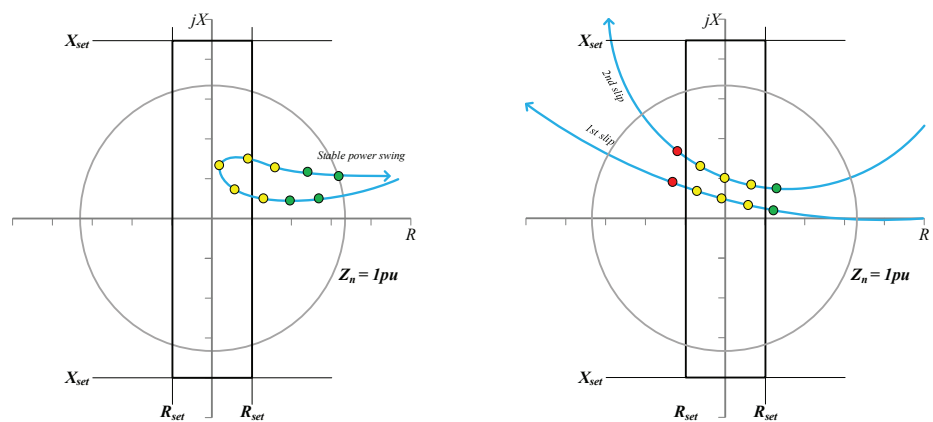 jX
X_set
Stable power swing
R
Z_n = 1pu
X_set
R_set
R_set
jX
X_set
2nd slip
1st slip
R
Z_n = 1pu
X_set
R_set
R_set